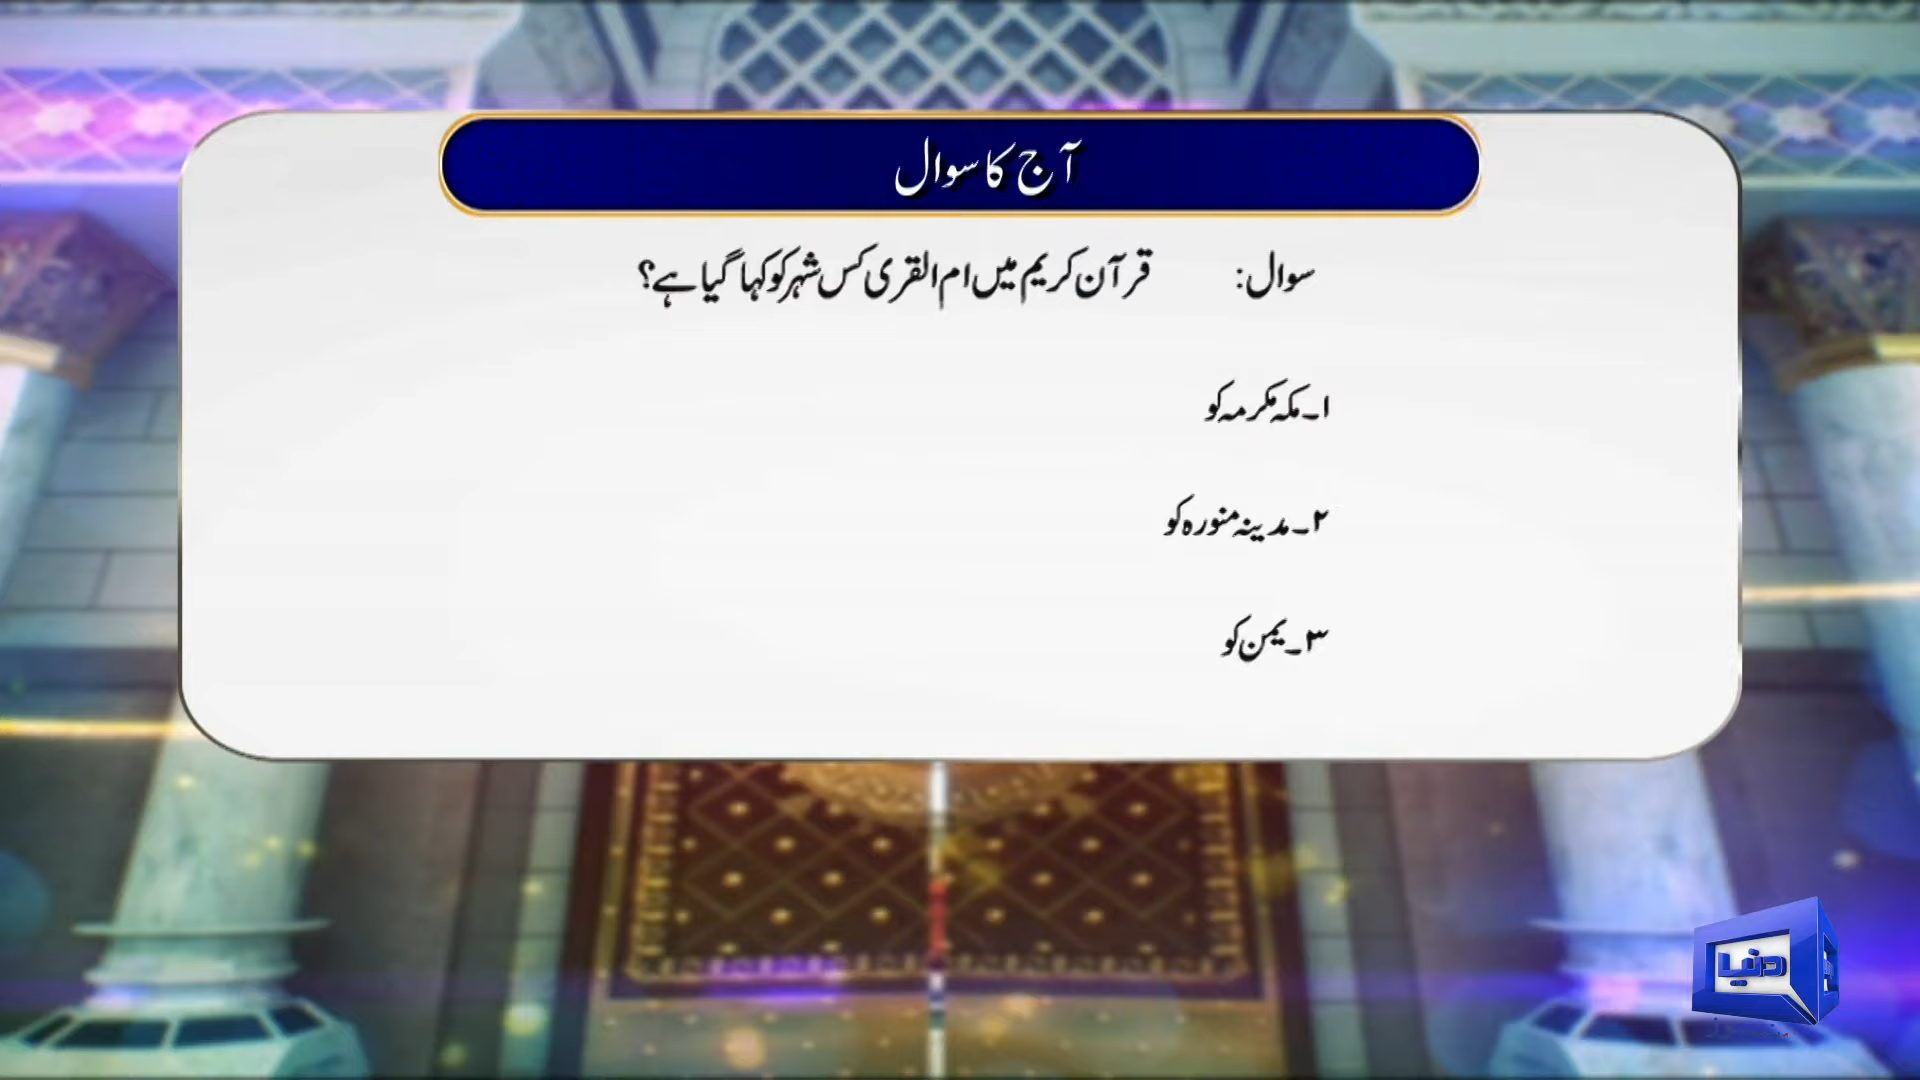 آج کا سوال
سوال: قرآن کریم میں ام القری کس شہر کو کہا گیا ہے؟
۱۔ مکہ مکرمہ کو
۲۔ مدینہ منورہ کو
۳۔ یمن کو
دنیا